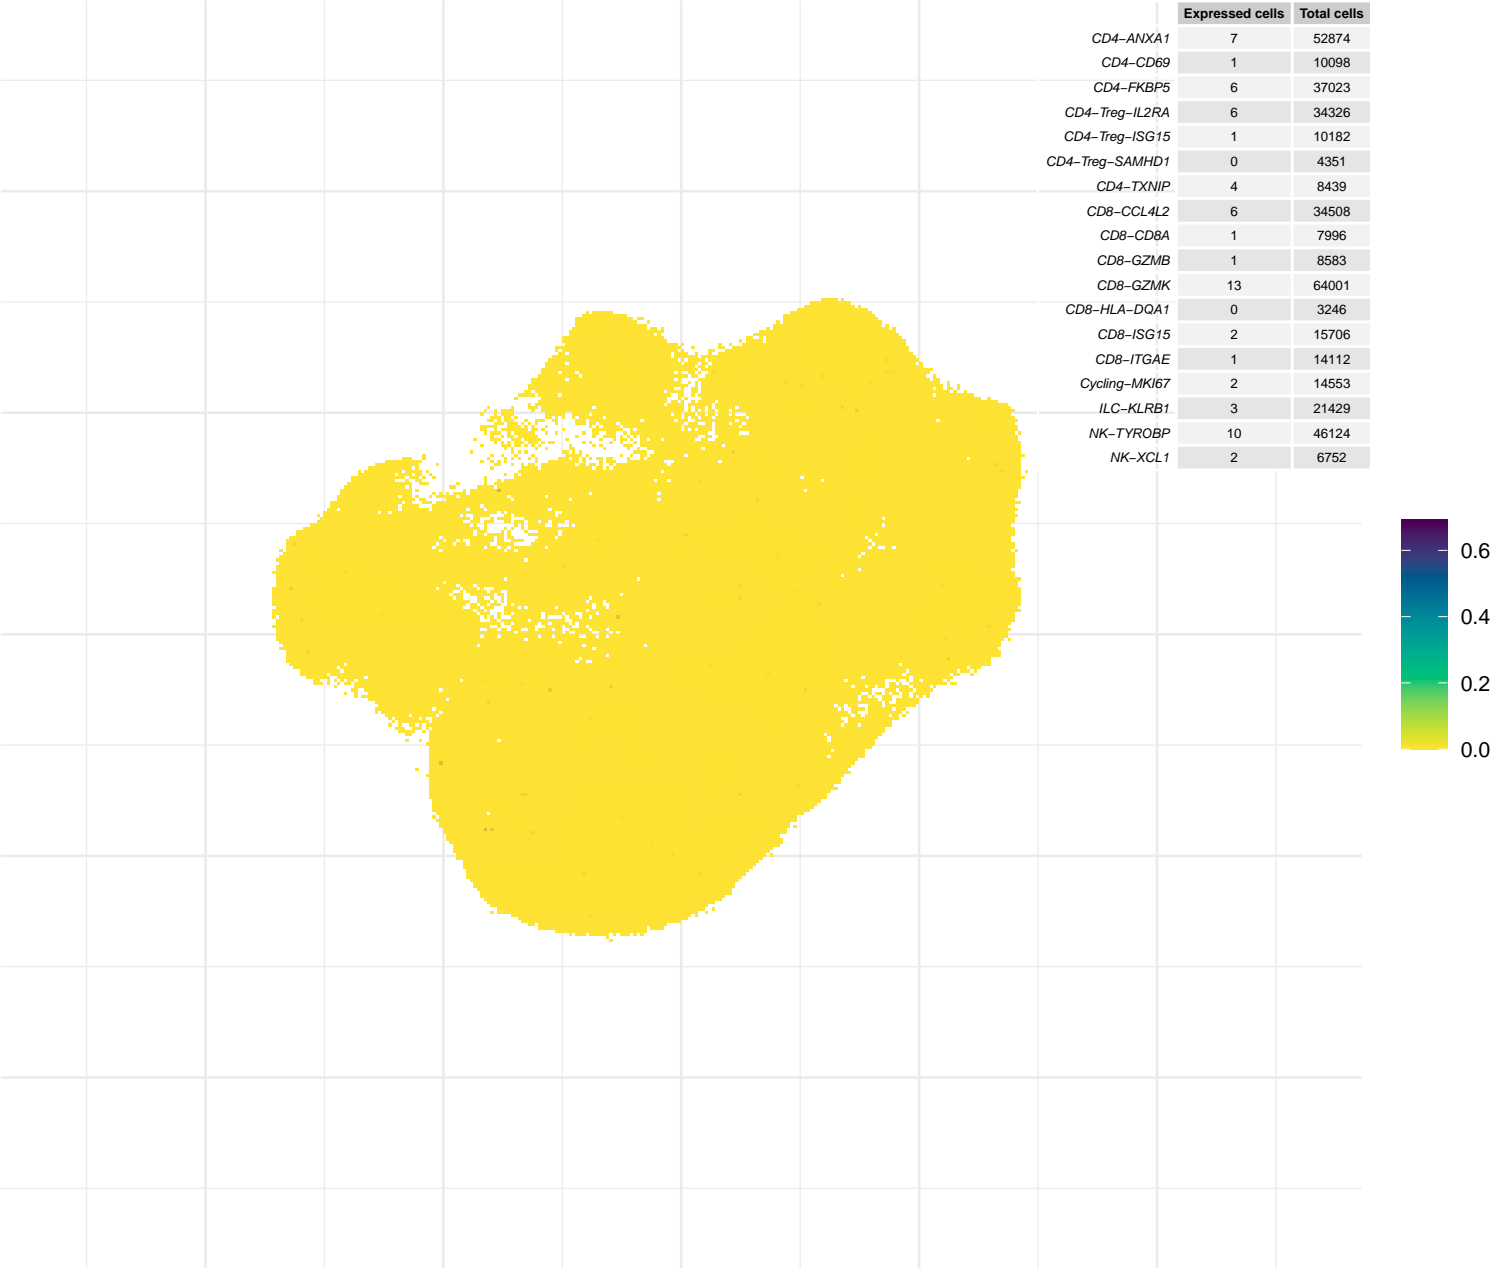 Expressed cells Total cells
CD4−ANXA1 7 52874
CD4−CD69 1 10098
CD4−FKBP5 6 37023
CD4−Treg−IL2RA 6 34326
CD4−Treg−ISG15 1 10182
CD4−Treg−SAMHD1 0 4351
CD4−TXNIP 4 8439
CD8−CCL4L2 6 34508
CD8−CD8A 1 7996
CD8−GZMB 1 8583
CD8−GZMK 13 64001
CD8−HLA−DQA1 0 3246
CD8−ISG15 2 15706
CD8−ITGAE 1 14112
Cycling−MKI67 2 14553
ILC−KLRB1 3 21429
NK−TYROBP 10 46124
NK−XCL1 2 6752
0.6
0.4
0.2
0.0